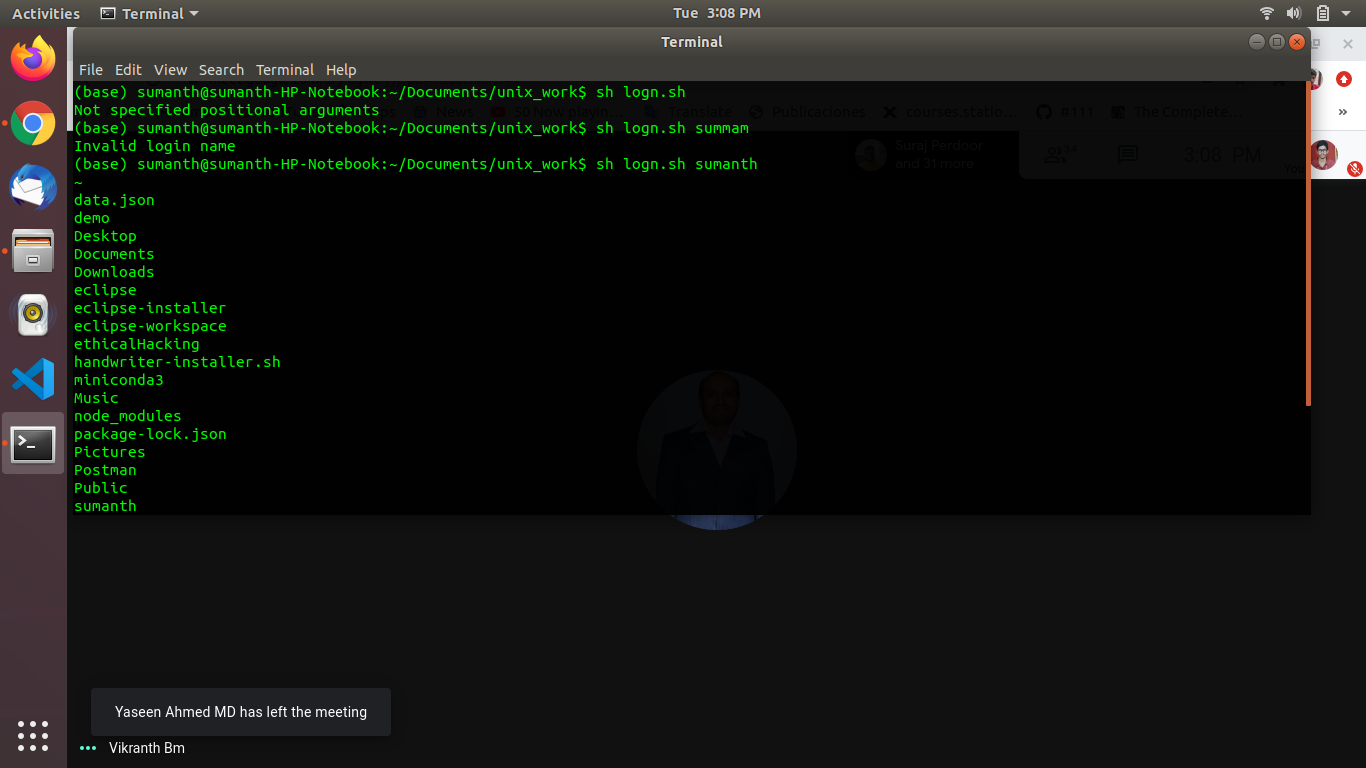 Activities Terminal Tue 3:08 PM
Terminal
File Edit View Search Terminal Help
(base) sumanth@sumanth-HP-Notebook:~/Documents/unix_work$ sh logn.sh
Not specified positional arguments
(base) sumanth@sumanth-HP-Notebook:~/Documents/unix_work$ sh logn.sh summam
Invalid login name
(base) sumanth@sumanth-HP-Notebook:~/Documents/unix_work$ sh logn.sh sumanth
~
data.json
demo
Desktop
Documents
Downloads
eclipse
eclipse-installer
eclipse-workspace
ethicalHacking
handwriter-installer.sh
miniconda3
Music
node_modules
package-lock.json
Pictures
Postman
Public
sumanth
News
Translate
Publicaciones
courses.statio...
#111
The Complete...
»
Suraj Perdoor
and 31 more
3:08 PM
You
Yaseen Ahmed MD has left the meeting
Vikranth Bm